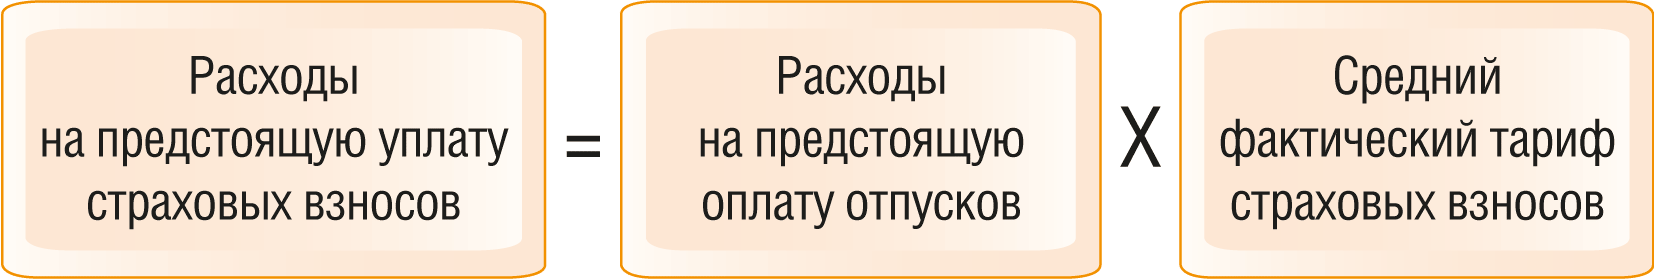 Расходы
на предстоящую уплату
страховых взносов
=
Расходы
на предстоящую
оплату отпусков
X
Средний
фактический тариф
страховых взносов